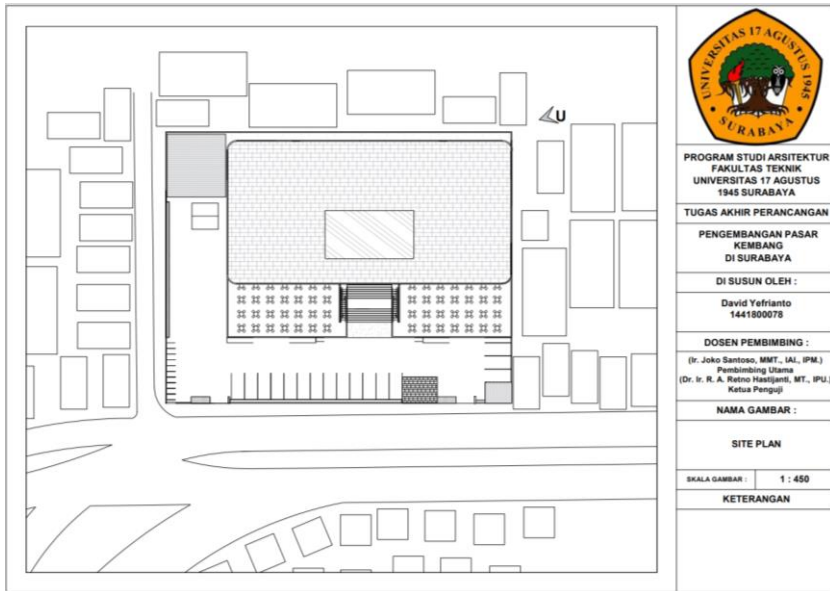 U
UNIVERSITAS 17 AGUSTUS 1945
SURABAYA
PROGRAM STUDI ARSITEKTUR
FAKULTAS TEKNIK
UNIVERSITAS 17 AGUSTUS
1945 SURABAYA
TUGAS AKHIR PERANCANGAN
PENGEMBANGAN PASAR
KEMBANG
DI SURABAYA
DI SUSUN OLEH :
David Yefrianto
1441800078
DOSEN PEMBIMBING :
(Ir. Joko Santoso, MMT., IAI., IPM.)
Pembimbing Utama
(Dr. Ir. R. A. Retno Hastijanti, MT., IPU.)
Ketua Penguji
NAMA GAMBAR :
SITE PLAN
SKALA GAMBAR : 1 : 450
KETERANGAN